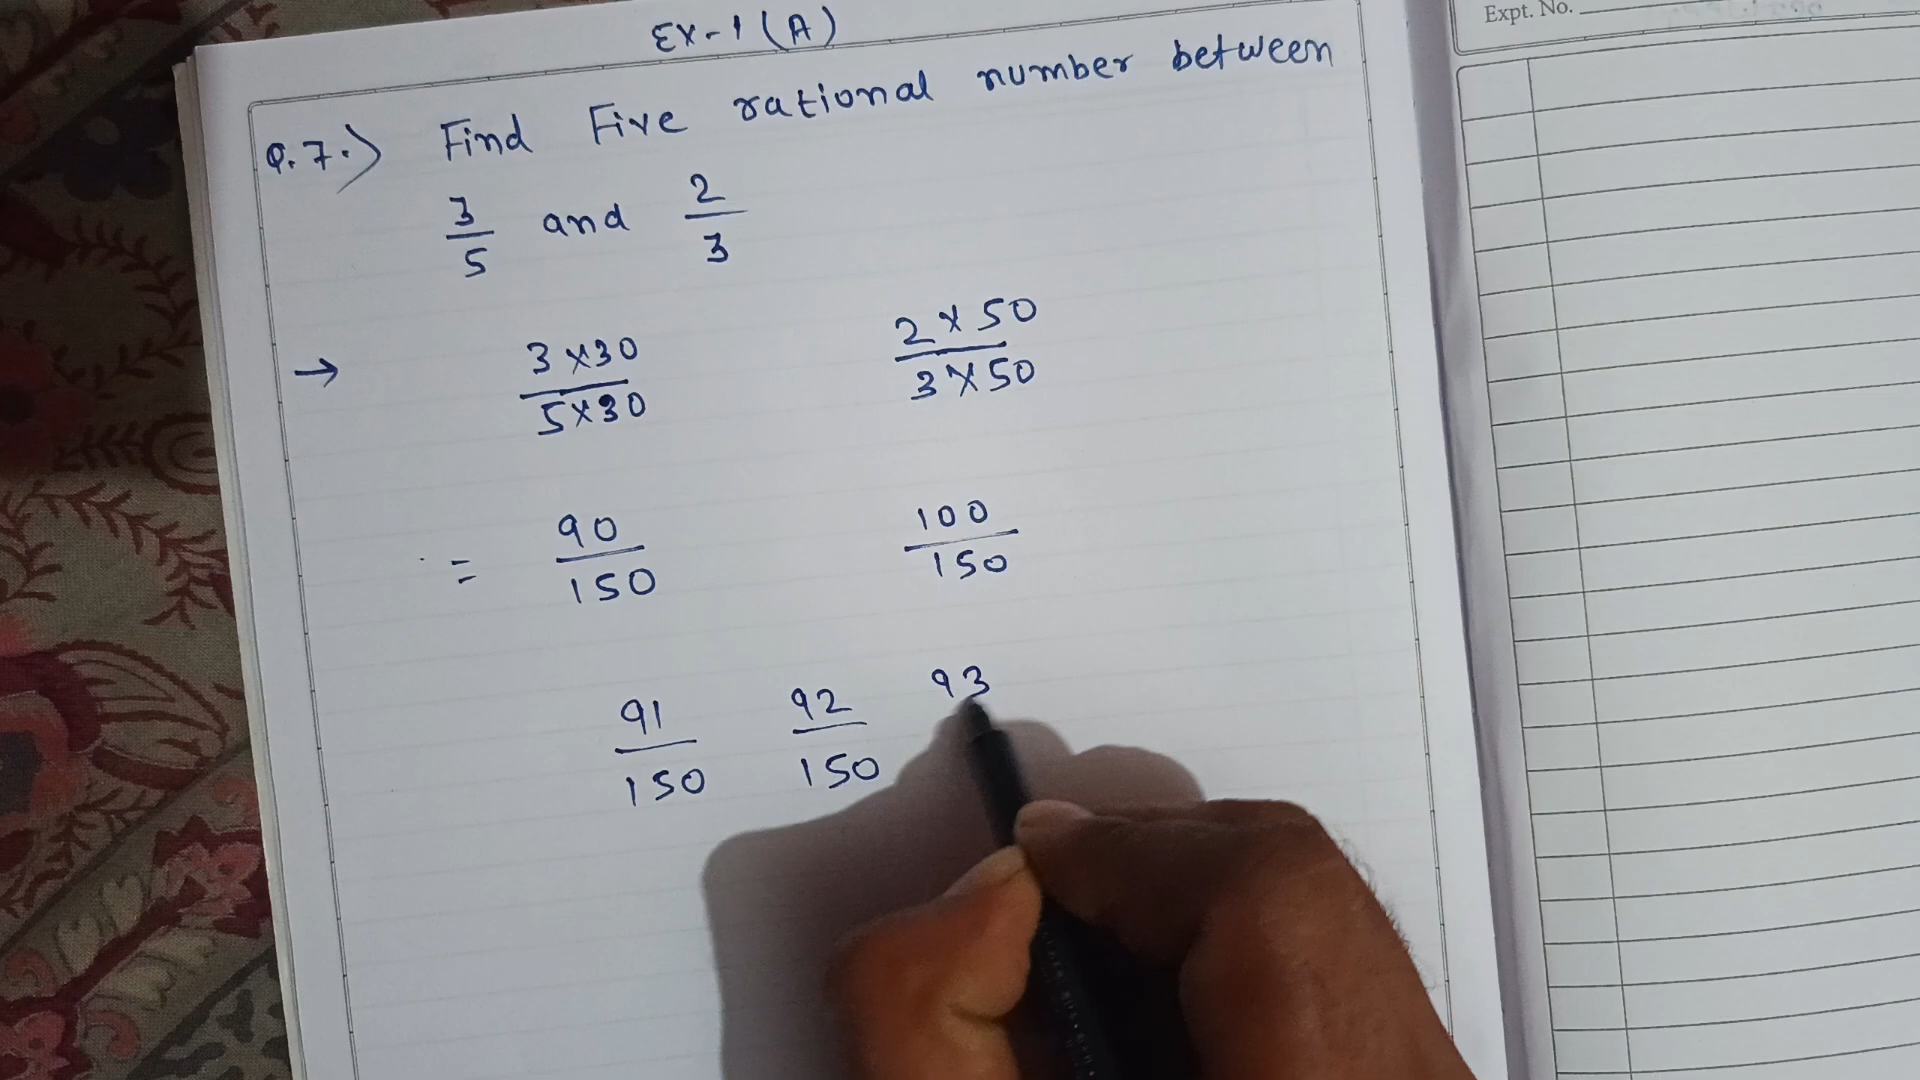 Ex-1 (A)
Expt. No.
Q.7.) Find Five rational number between
3/5 and 2/3
→ 3×30/5×30 2×50/3×50
= 90/150 100/150
91/150 92/150 93